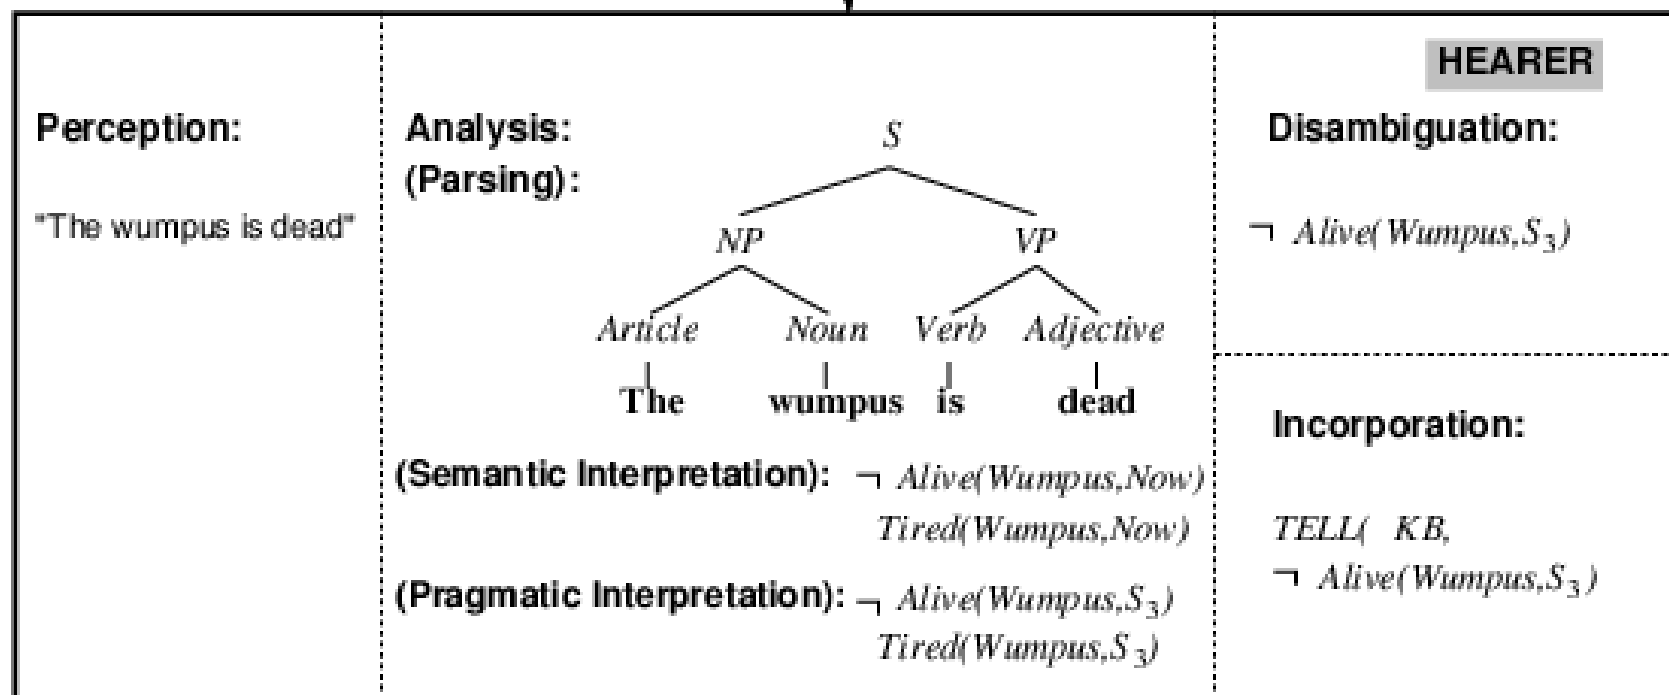 HEARER
Perception:
"The wumpus is dead"
Analysis:
(Parsing):
S
NP VP
Article Noun Verb Adjective
The wumpus is dead
(Semantic Interpretation): ¬ Alive(Wumpus,Now)
Tired(Wumpus,Now)
(Pragmatic Interpretation): ¬ Alive(Wumpus,S₃)
Tired(Wumpus,S₃)
Disambiguation:
¬ Alive(Wumpus,S₃)
Incorporation:
TELL( KB,
¬ Alive(Wumpus,S₃)